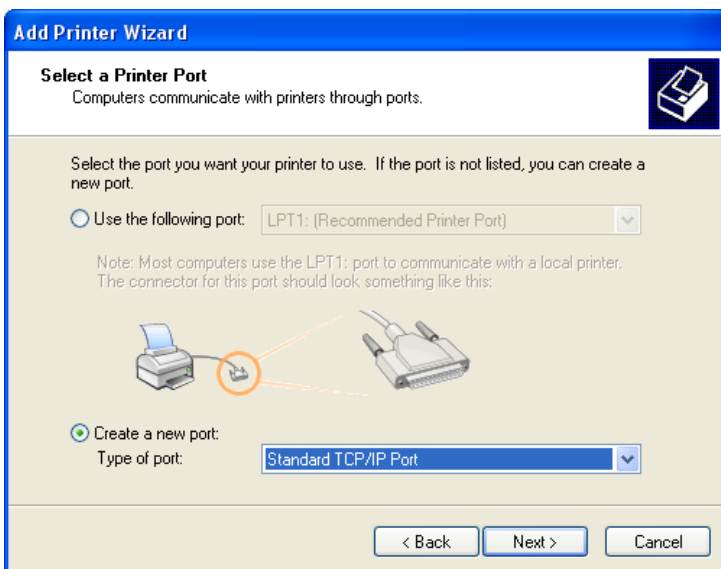 Add Printer Wizard
Select a Printer Port
Computers communicate with printers through ports.
Select the port you want your printer to use. If the port is not listed, you can create a
new port.
Use the following port: LPT1: (Recommended Printer Port)
Note: Most computers use the LPT1: port to communicate with a local printer.
The connector for this port should look something like this:
Create a new port:
Type of port: Standard TCP/IP Port
< Back Next > Cancel